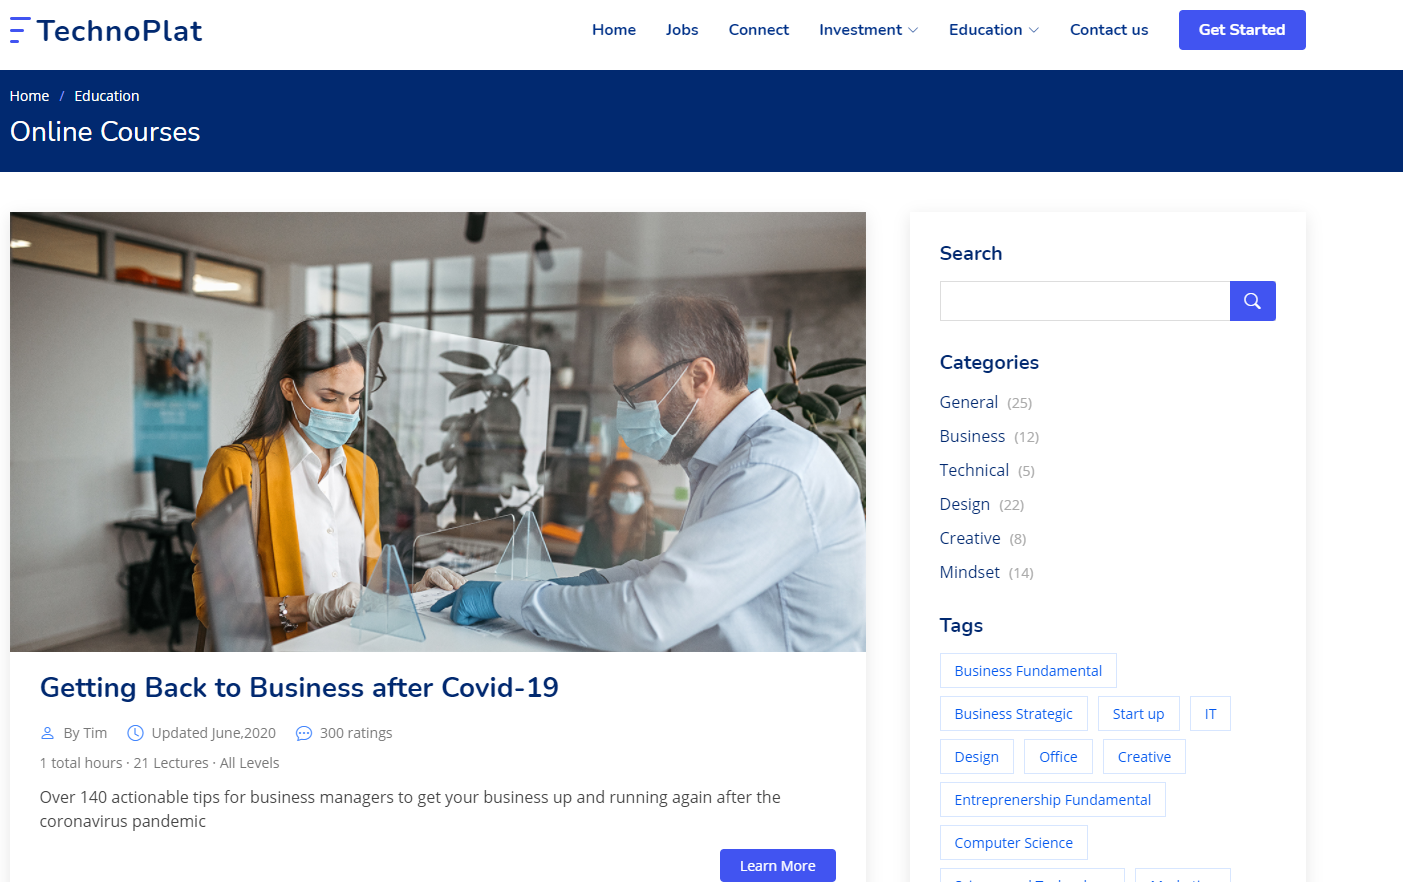 TechnoPlat
Home Jobs Connect Investment Education Contact us Get Started
Home / Education
Online Courses
Getting Back to Business after Covid-19
By Tim Updated June,2020 300 ratings
1 total hours · 21 Lectures · All Levels
Over 140 actionable tips for business managers to get your business up and running again after the
coronavirus pandemic
Learn More
Search
Categories
General (25)
Business (12)
Technical (5)
Design (22)
Creative (8)
Mindset (14)
Tags
Business Fundamental
Business Strategic Start up IT
Design Office Creative
Entreprenership Fundamental
Computer Science